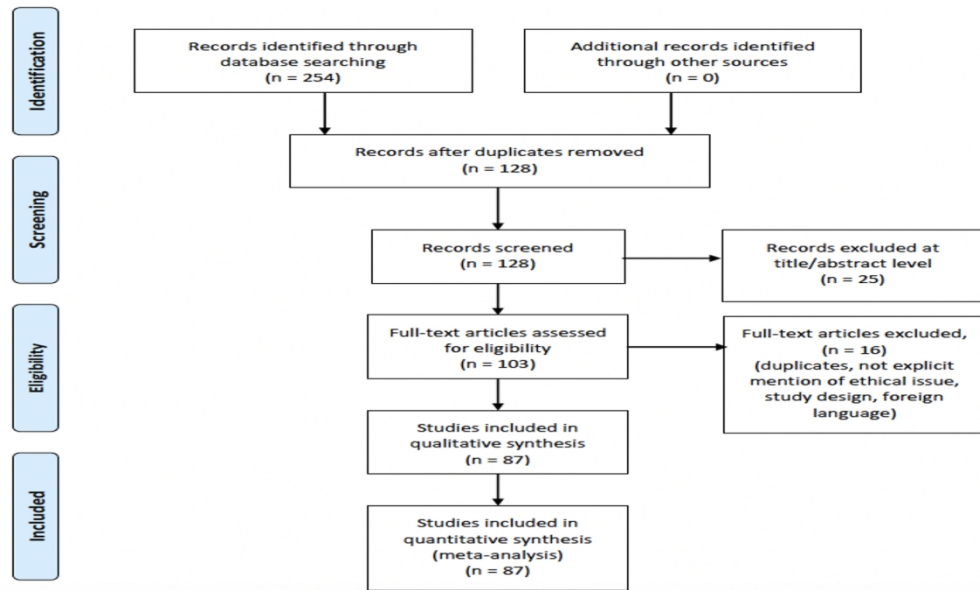 Identification
Records identified through
database searching
(n = 254)
Additional records identified
through other sources
(n = 0)
Records after duplicates removed
(n = 128)
Screening
Records screened
(n = 128)
Records excluded at
title/abstract level
(n = 25)
Eligibility
Full-text articles assessed
for eligibility
(n = 103)
Full-text articles excluded,
(n = 16)
(duplicates, not explicit
mention of ethical issue,
study design, foreign
language)
Studies included in
qualitative synthesis
(n = 87)
Included
Studies included in
quantitative synthesis
(meta-analysis)
(n = 87)